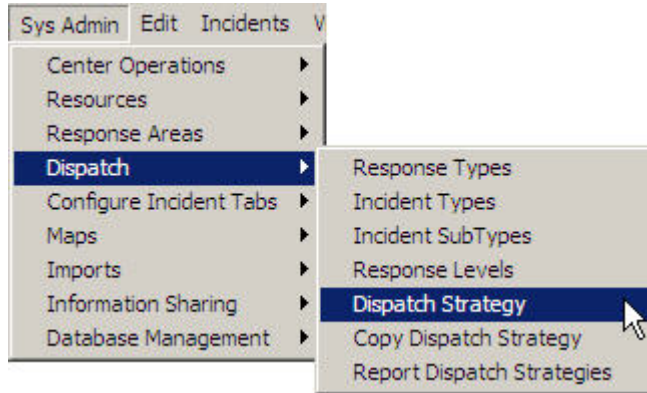 Sys Admin Edit Incidents
Center Operations
Resources
Response Areas
Dispatch
Configure Incident Tabs
Maps
Imports
Information Sharing
Database Management
Response Types
Incident Types
Incident SubTypes
Response Levels
Dispatch Strategy
Copy Dispatch Strategy
Report Dispatch Strategies